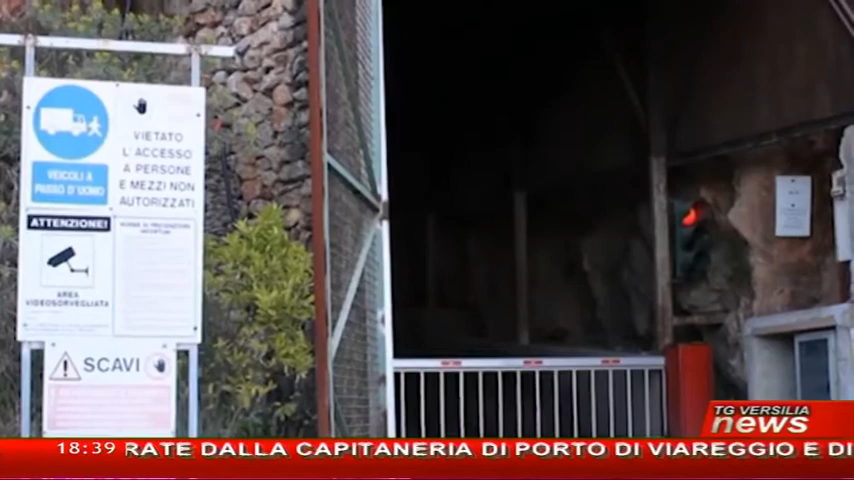 VEICOLI A
PASSO D'UOMO
VIETATO
L'ACCESSO
A PERSONE
E MEZZI NON
AUTORIZZATI
ATTENZIONE!
AREA
VIDEOSORVEGLIATA
SCAVI
TG VERSILIA
news
18:39 RATE DALLA CAPITANERIA DI PORTO DI VIAREGGIO E DI